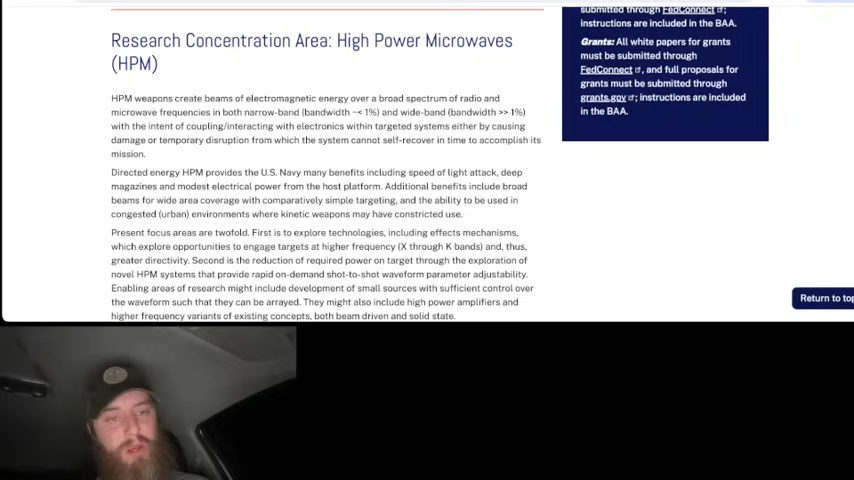 Research Concentration Area: High Power Microwaves
(HPM)
HPM weapons create beams of electromagnetic energy over a broad spectrum of radio and
microwave frequencies in both narrow-band (bandwidth ~< 1%) and wide-band (bandwidth >> 1%)
with the intent of coupling/interacting with electronics within targeted systems either by causing
damage or temporary disruption from which the system cannot self-recover in time to accomplish its
mission.
Directed energy HPM provides the U.S. Navy many benefits including speed of light attack, deep
magazines and modest electrical power from the host platform. Additional benefits include broad
beams for wide area coverage with comparatively simple targeting, and the ability to be used in
congested (urban) environments where kinetic weapons may have constricted use.
Present focus areas are twofold. First is to explore technologies, including effects mechanisms,
which explore opportunities to engage targets at higher frequency (X through K bands) and, thus,
greater directivity. Second is the reduction of required power on target through the exploration of
novel HPM systems that provide rapid on-demand shot-to-shot waveform parameter adjustability.
Enabling areas of research might include development of small sources with sufficient control over
the waveform such that they can be arrayed. They might also include high power amplifiers and
higher frequency variants of existing concepts, both beam driven and solid state.
submitted through FedConnect;
instructions are included in the BAA.
Grants: All white papers for grants
must be submitted through
FedConnect, and full proposals for
grants must be submitted through
grants.gov; instructions are included
in the BAA.
Return to top